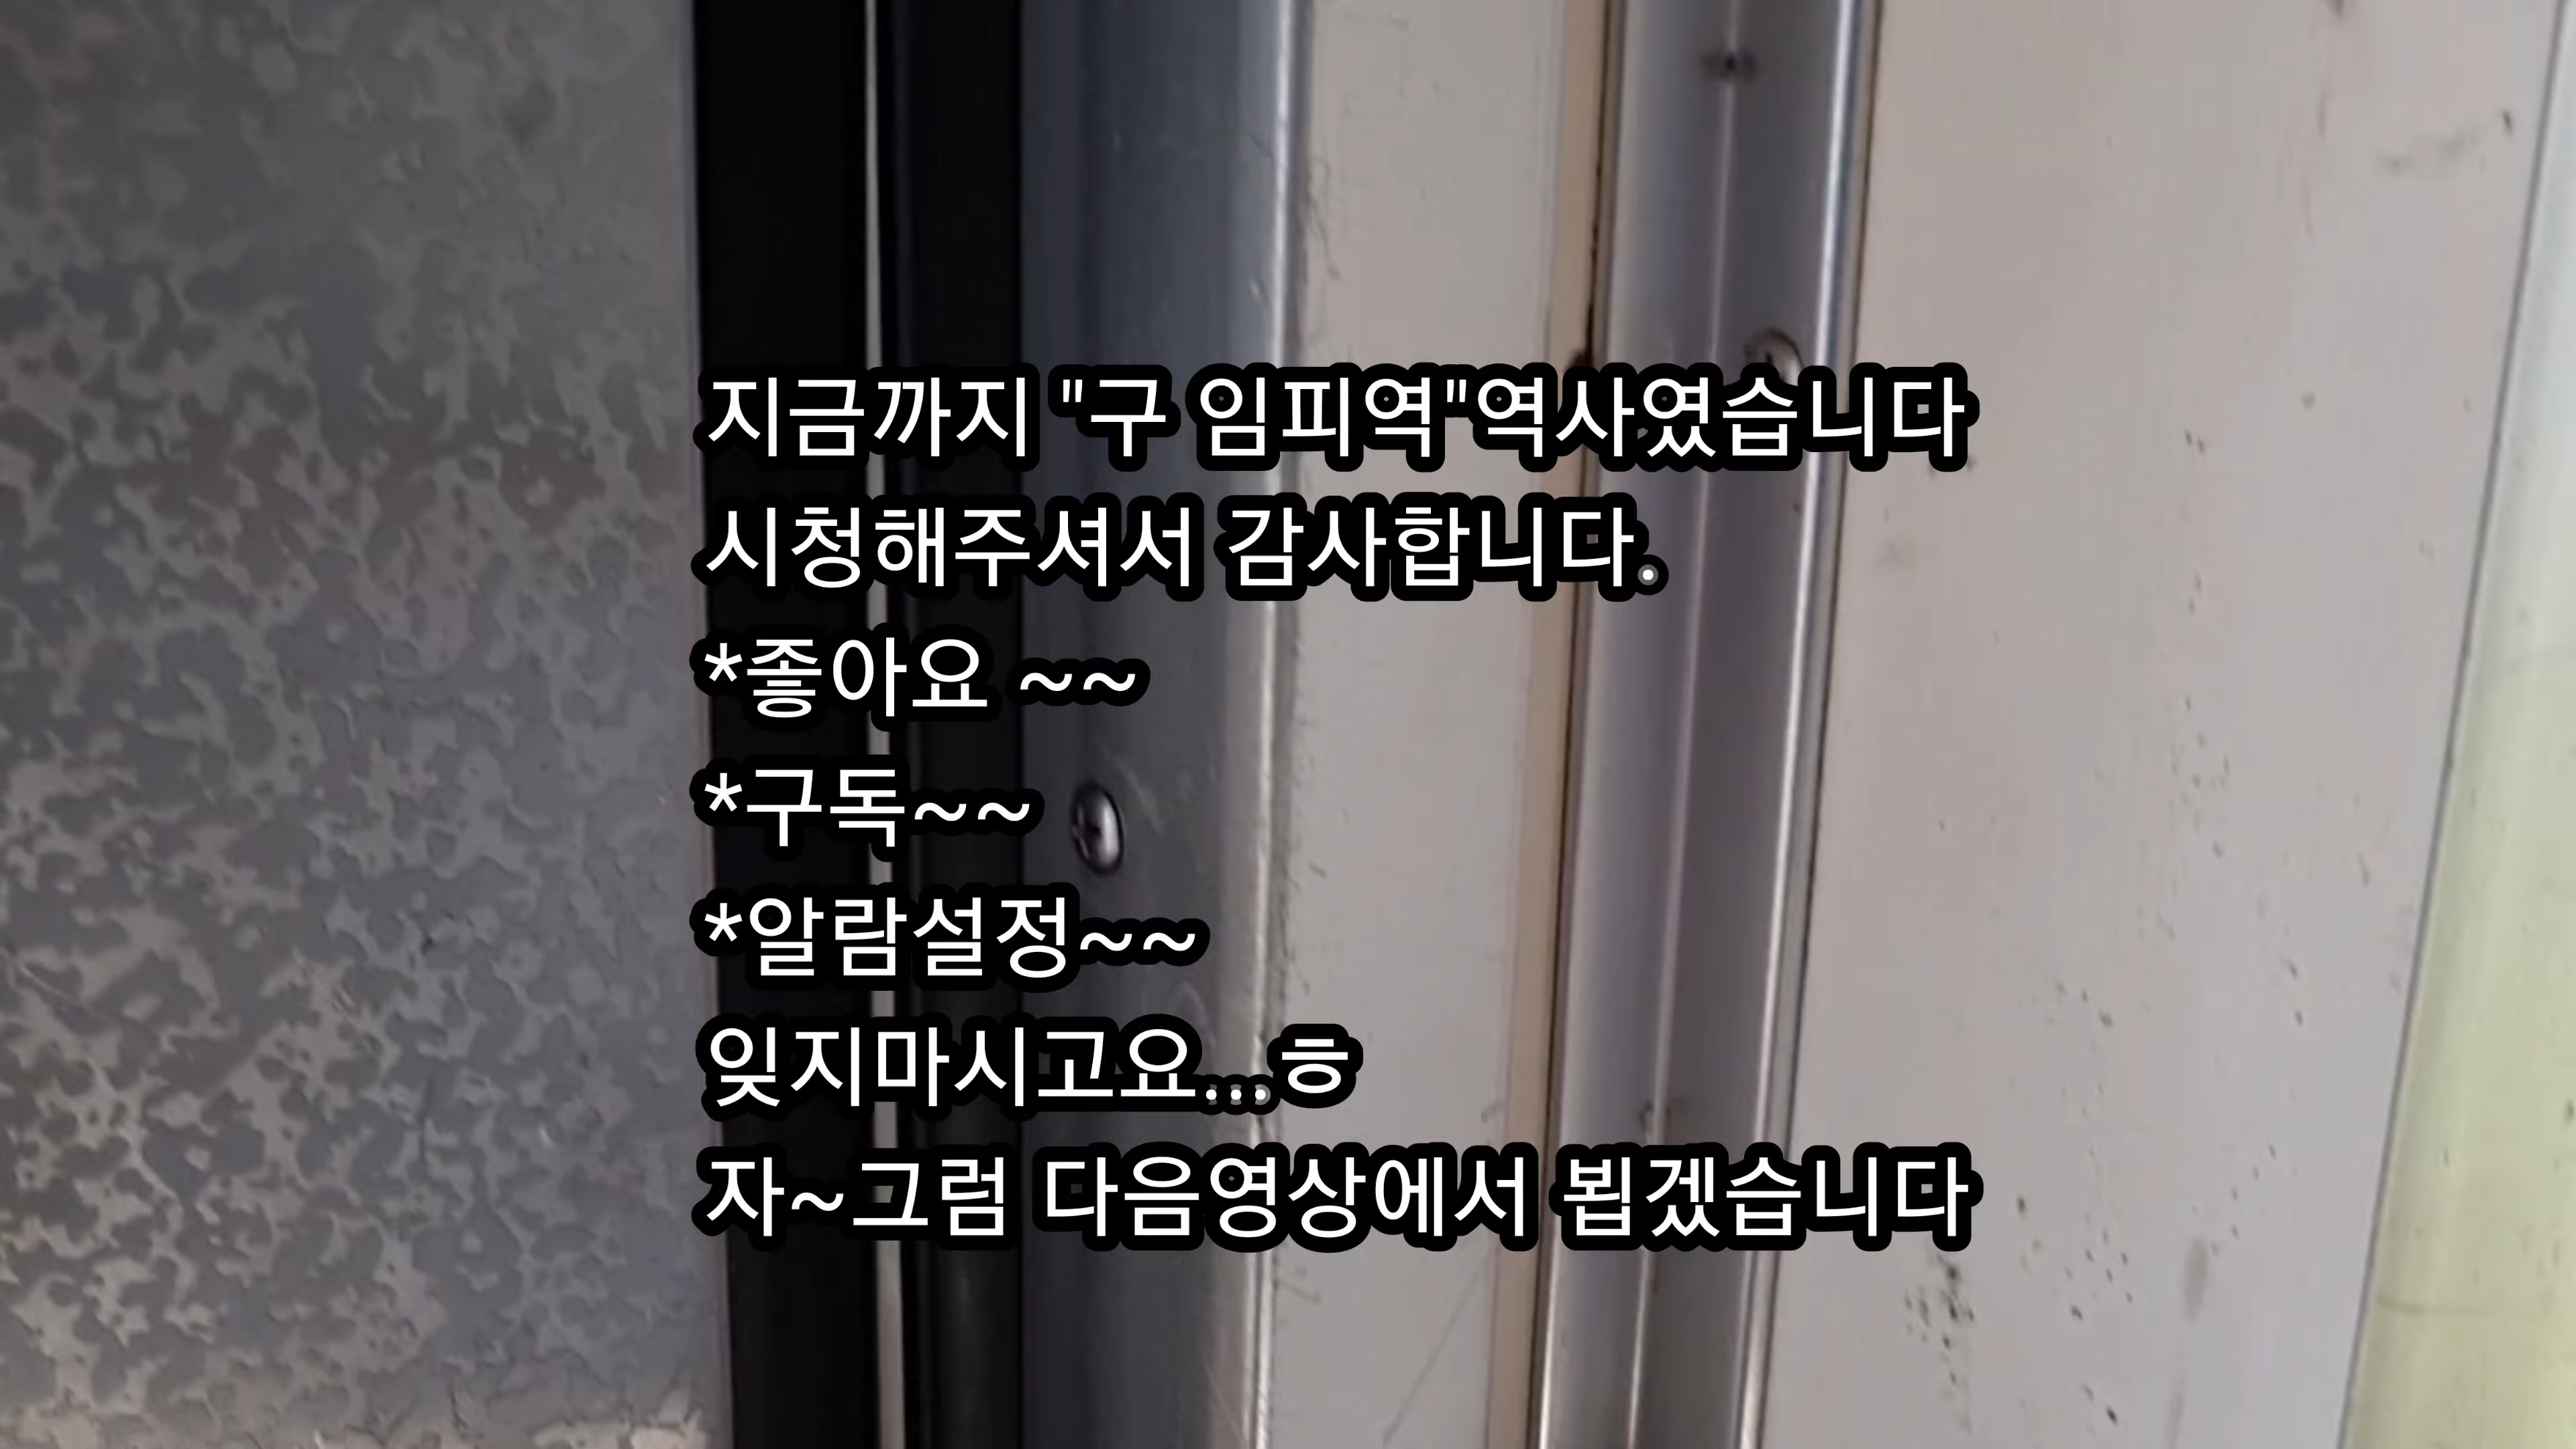 지금까지 "구 임피역"역사였습니다
시청해주셔서 감사합니다.
*좋아요 ~~
*구독~~
*알람설정~~
잊지마시고요...ㅎ
자~그럼 다음영상에서 뵙겠습니다